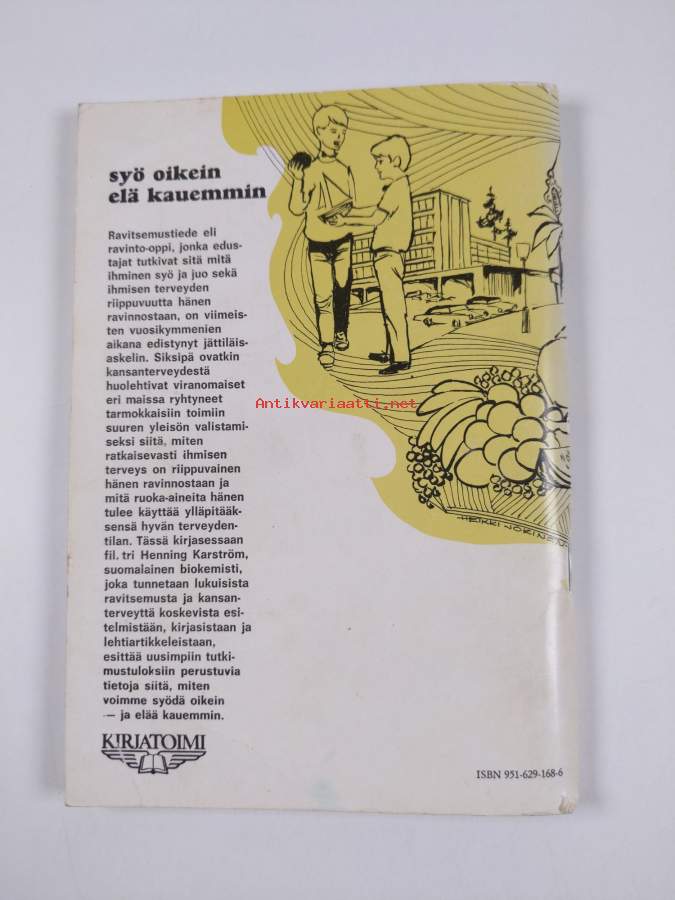 syö oikein
elä kauemmin
Ravitsemustiede eli
ravinto-oppi, jonka edus-
tajat tutkivat sitä mitä
ihminen syö ja juo sekä
ihmisen terveyden
riippuvuutta hänen
ravinnostaan, on viimeis-
ten vuosikymmenien
aikana edistynyt jättiläis-
askelin. Siksipä ovatkin
kansanterveydestä
huolehtivat viranomaiset
eri maissa ryhtyneet
tarmokkaisiin toimiin
suuren yleisön valistami-
seksi siitä, miten
ratkaisevasti ihmisen
terveys on riippuvainen
hänen ravinnostaan ja
mitä ruoka-aineita hänen
tulee käyttää ylläpitääk-
sensä hyvän terveyden-
tilan. Tässä kirjasessaan
fil. tri Henning Karström,
suomalainen biokemisti,
joka tunnetaan lukuisista
ravitsemusta ja kansan-
terveyttä koskevista esi-
telmistään, kirjasistaan ja
lehtiartikkeleistaan,
esittää uusimpiin tutki-
mustuloksiin perustuvia
tietoja siitä, miten
voimme syödä oikein
— ja elää kauemmin.
KIRJATOIMI
Antikvariaatti.net
HEIKKI JORINEN
ISBN 951-629-168-6